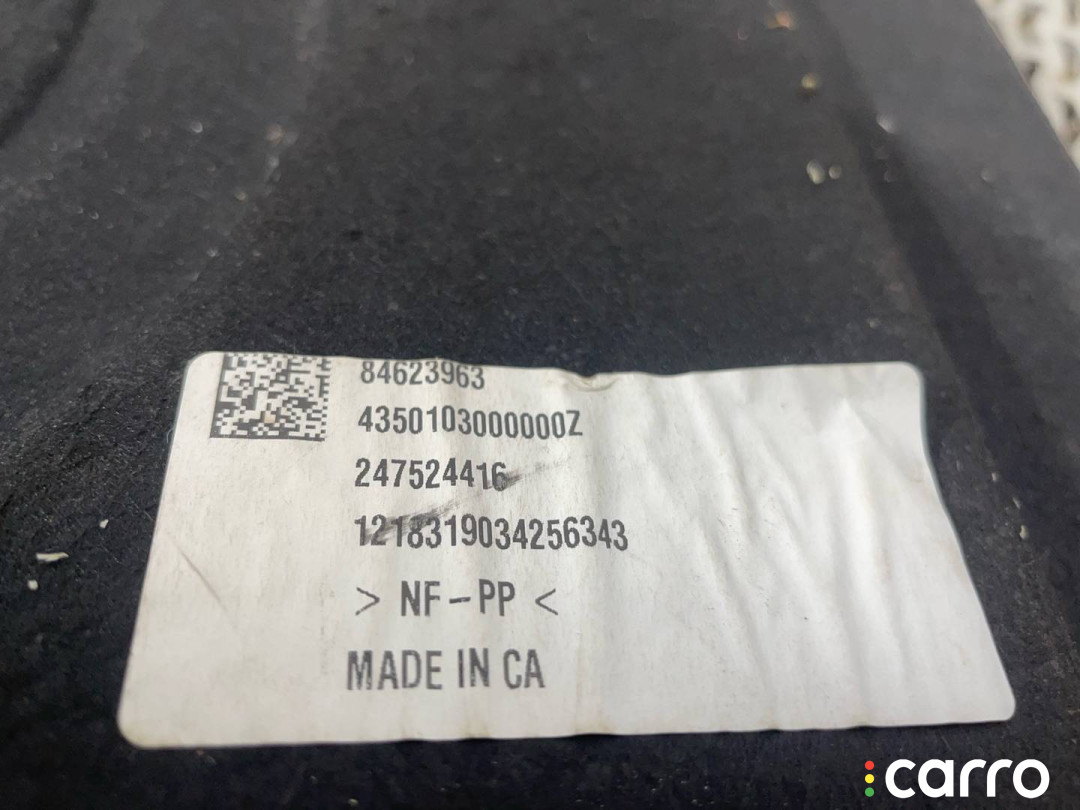 84623963
4350103000000Z
247524416
1218319034256343
> NF-PP <
MADE IN CA
carro